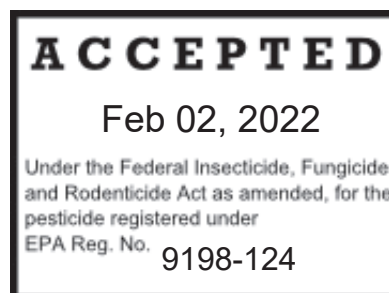 ACCEPTED
Feb 02, 2022
Under the Federal Insecticide, Fungicide
and Rodenticide Act as amended, for the
pesticide registered under
EPA Reg. No. 9198-124